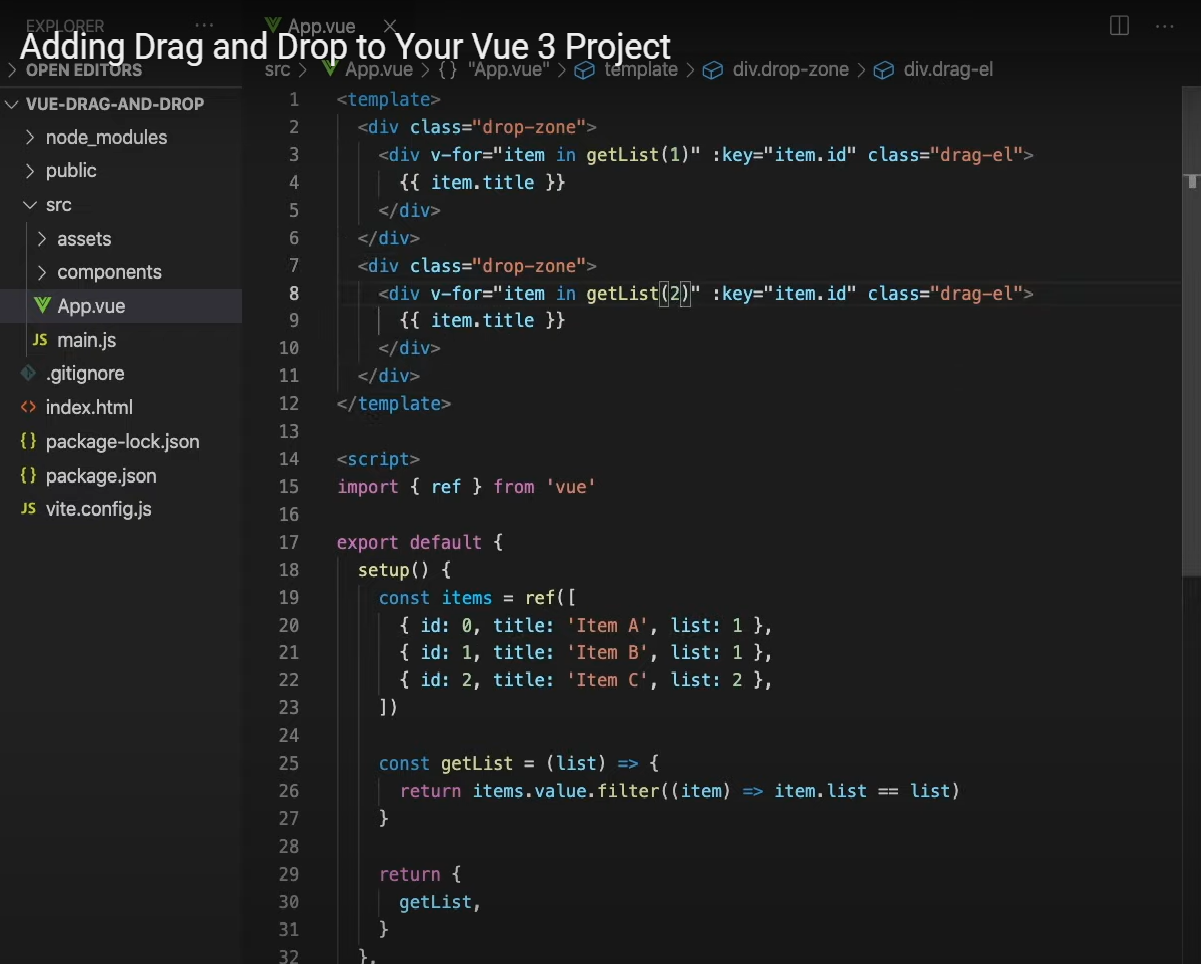 EXPLORER ···
App.vue
Adding Drag and Drop to Your Vue 3 Project
OPEN EDITORS
src > App.vue > {} "App.vue" > template > div.drop-zone > div.drag-el
VUE-DRAG-AND-DROP
node_modules
public
src
assets
components
App.vue
JS main.js
.gitignore
<> index.html
{} package-lock.json
{} package.json
JS vite.config.js
1 <template>
2 <div class="drop-zone">
3 <div v-for="item in getList(1)" :key="item.id" class="drag-el">
4 {{ item.title }}
5 </div>
6 </div>
7 <div class="drop-zone">
8 <div v-for="item in getList(2)" :key="item.id" class="drag-el">
9 {{ item.title }}
10 </div>
11 </div>
12 </template>
13
14 <script>
15 import { ref } from 'vue'
16
17 export default {
18 setup() {
19 const items = ref([
20 { id: 0, title: 'Item A', list: 1 },
21 { id: 1, title: 'Item B', list: 1 },
22 { id: 2, title: 'Item C', list: 2 },
23 ])
24
25 const getList = (list) => {
26 return items.value.filter((item) => item.list == list)
27 }
28
29 return {
30 getList,
31 }
32 },